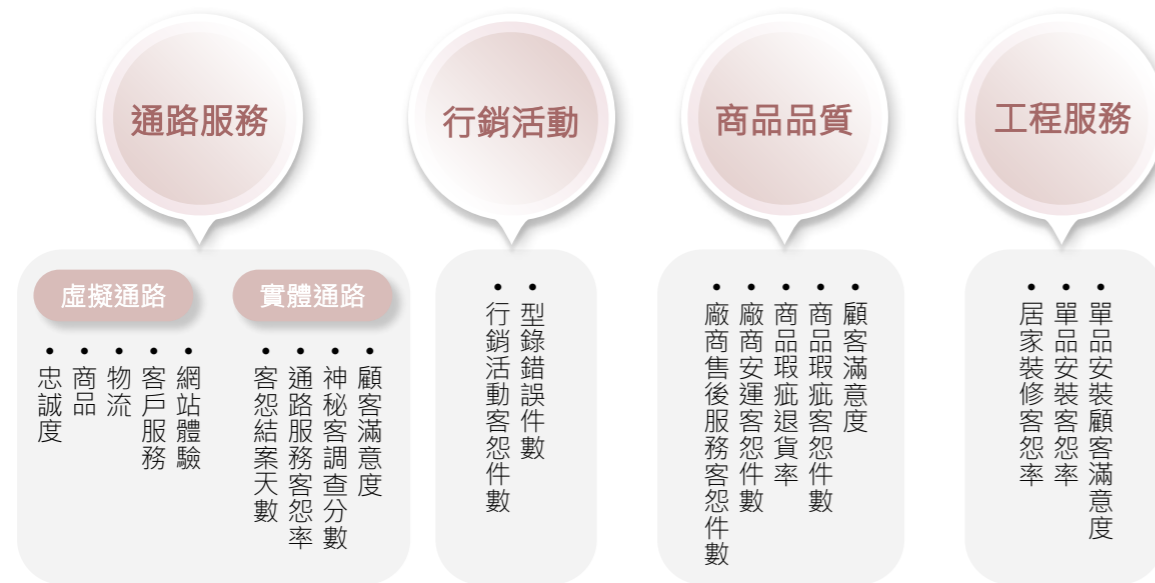 通路服務
虛擬通路
• 網站體驗
• 客戶服務
• 物流
• 商品
• 忠誠度
實體通路
• 顧客滿意度
• 神秘客調查分數
• 通路服務客怨率
• 客怨結案天數
行銷活動
• 型錄錯誤件數
• 行銷活動客怨件數
商品品質
• 顧客滿意度
• 商品瑕疵客怨件數
• 商品瑕疵退貨率
• 廠商安運客怨件數
• 廠商售後服務客怨件數
工程服務
• 單品安裝顧客滿意度
• 單品安裝客怨率
• 居家裝修客怨率